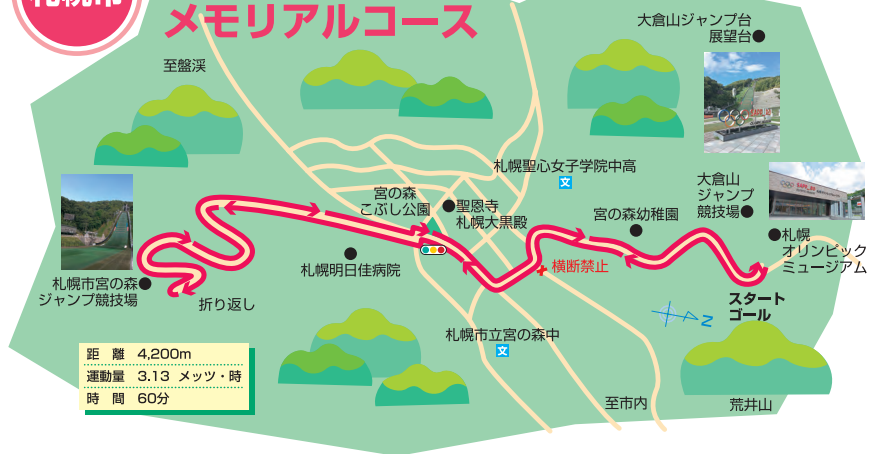 札幌市
メモリアルコース
大倉山ジャンプ台
展望台
至盤渓
札幌聖心女子学院中高
文
大倉山
ジャンプ
競技場
宮の森
こぶし公園
聖恩寺
札幌大黒殿
宮の森幼稚園
札幌
オリンピック
ミュージアム
札幌明日佳病院
横断禁止
札幌市宮の森
ジャンプ競技場
折り返し
スタート
ゴール
N
札幌市立宮の森中
文
距 離 4,200m
運動量 3.13 メッツ・時
時 間 60分
至市内
荒井山